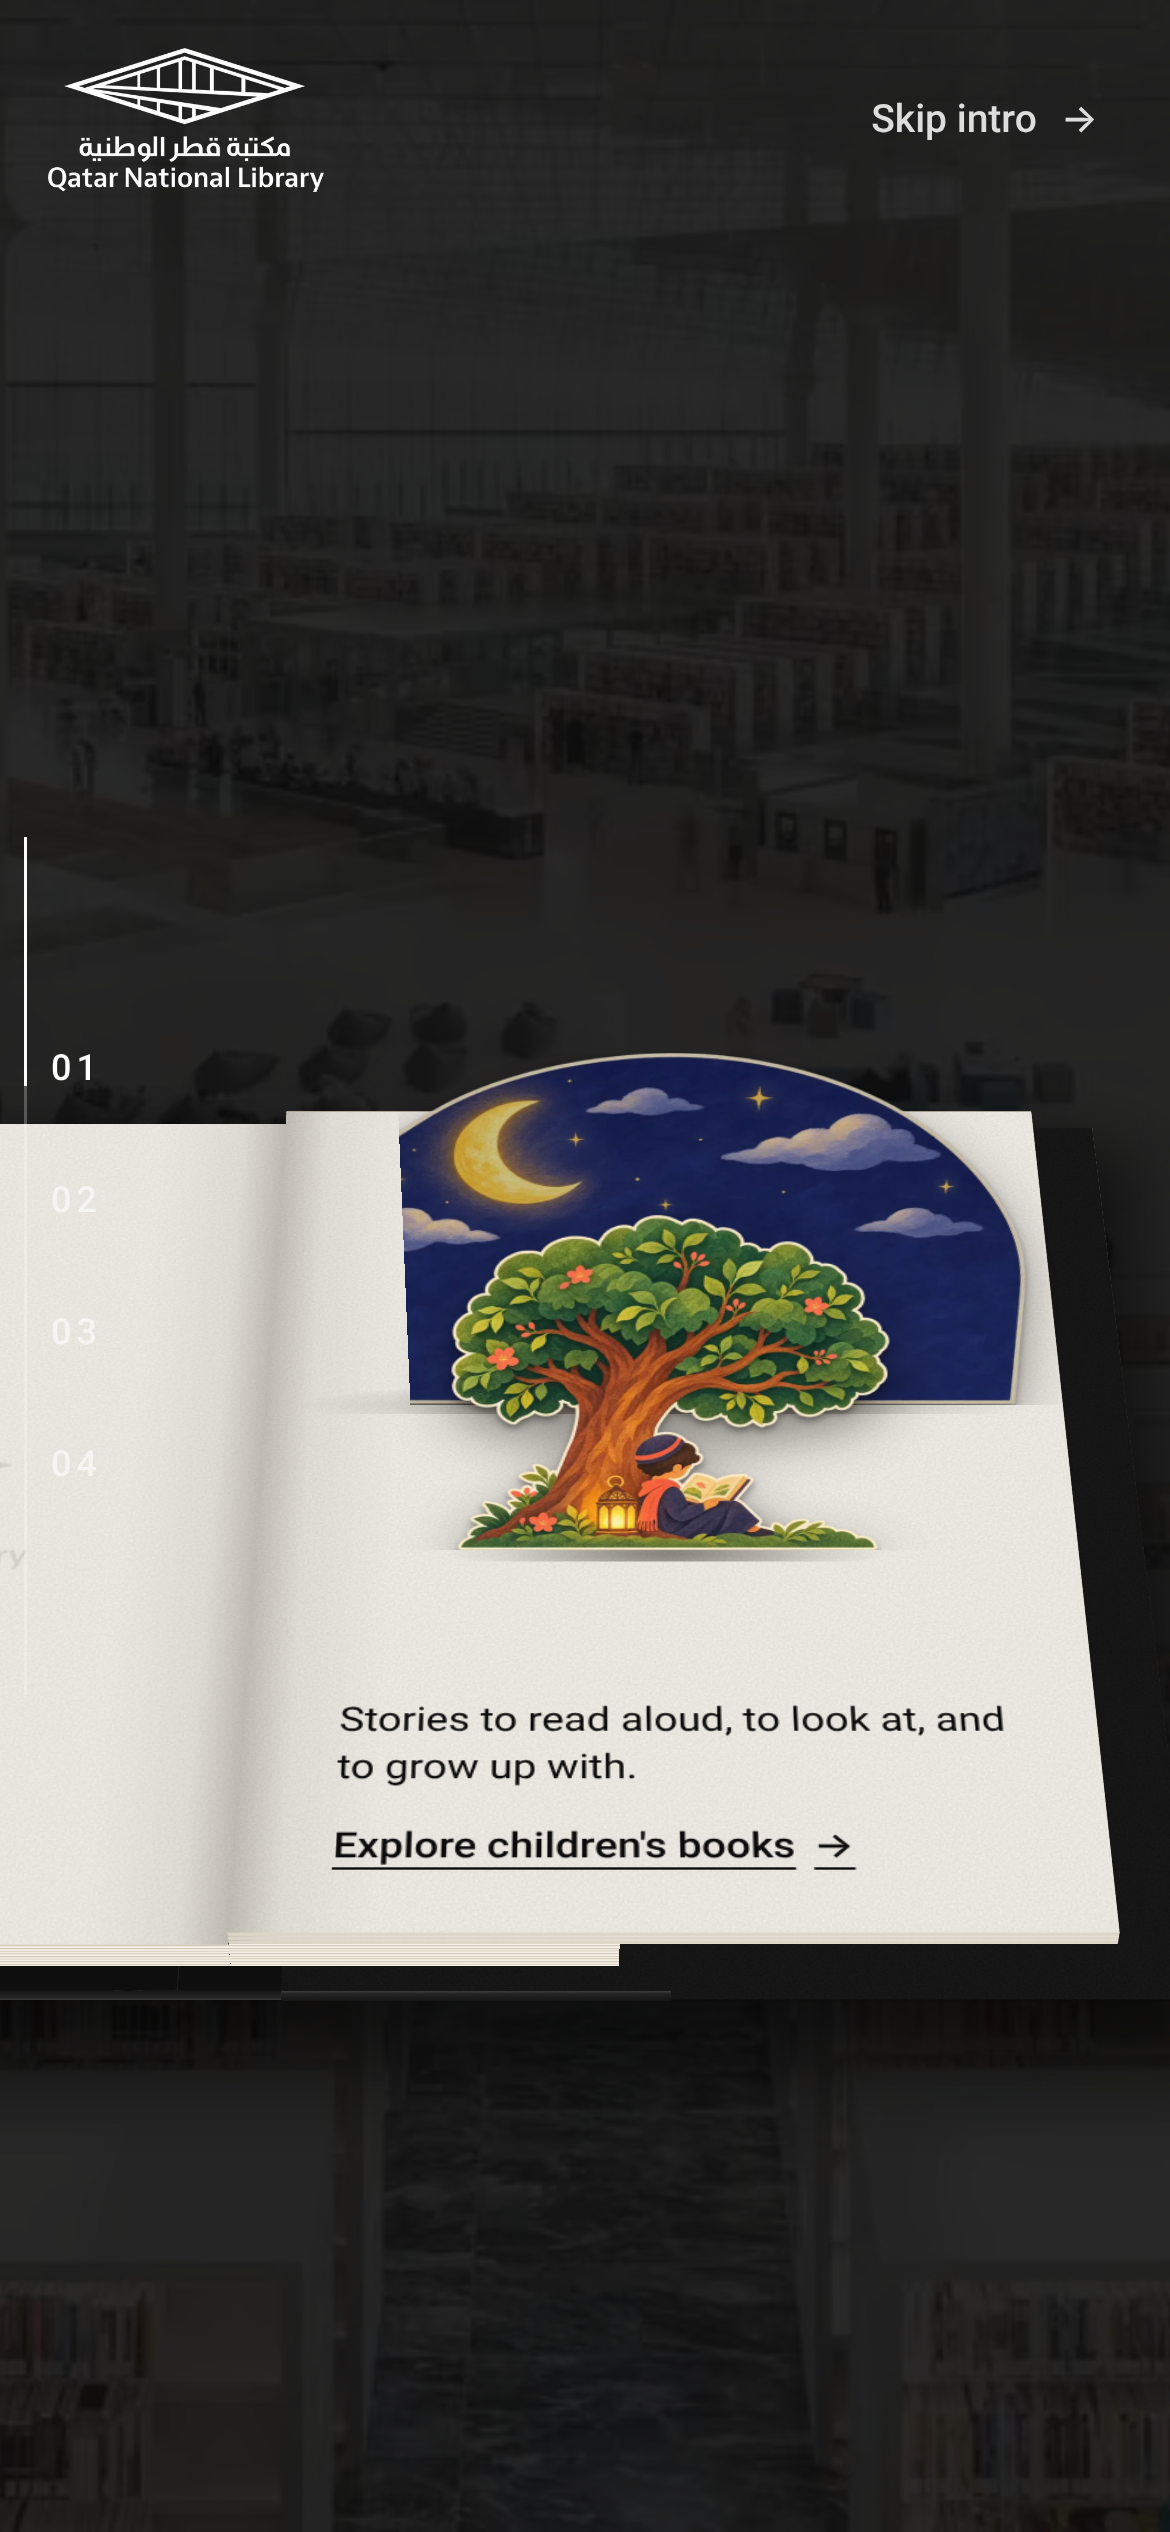 مكتبة قطر الوطنية
Qatar National Library
Skip intro
01
02
03
04
ry
Stories to read aloud, to look at, and
to grow up with.
Explore children's books